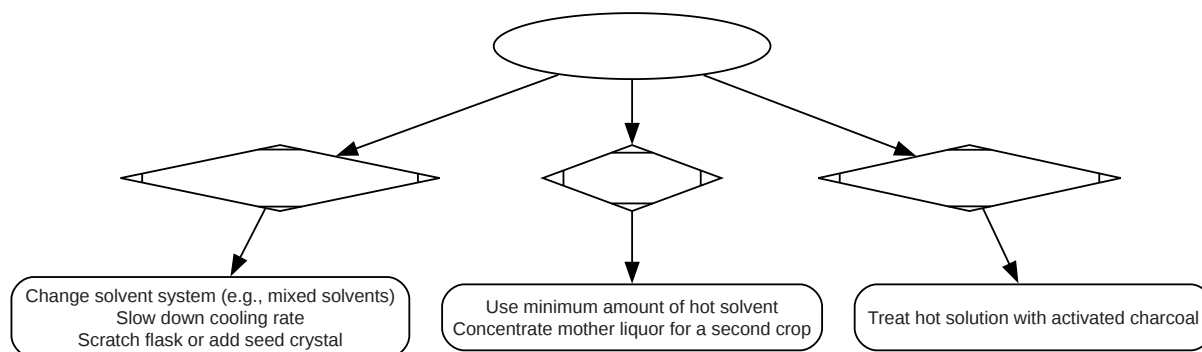 Change solvent system (e.g., mixed solvents)
Slow down cooling rate
Scratch flask or add seed crystal
Use minimum amount of hot solvent
Concentrate mother liquor for a second crop
Treat hot solution with activated charcoal